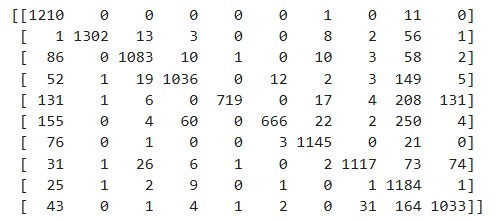 [[1210 0 0 0 0 0 1 0 11 0]
[ 1 1302 13 3 0 0 8 2 56 1]
[ 86 0 1083 10 1 0 10 3 58 2]
[ 52 1 19 1036 0 12 2 3 149 5]
[ 131 1 6 0 719 0 17 4 208 131]
[ 155 0 4 60 0 666 22 2 250 4]
[ 76 0 1 0 0 3 1145 0 21 0]
[ 31 1 26 6 1 0 2 1117 73 74]
[ 25 1 2 9 0 1 0 1 1184 1]
[ 43 0 1 4 1 2 0 31 164 1033]]